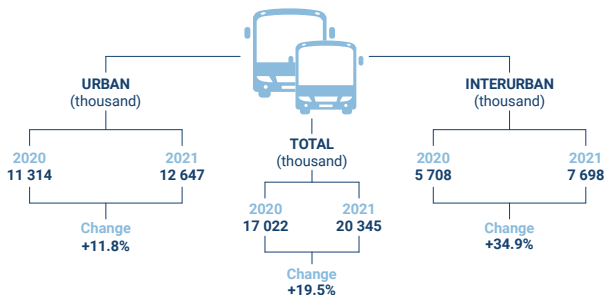 URBAN
(thousand)
2020
11 314
2021
12 647
Change
+11.8%
TOTAL
(thousand)
2020
17 022
2021
20 345
Change
+19.5%
INTERURBAN
(thousand)
2020
5 708
2021
7 698
Change
+34.9%